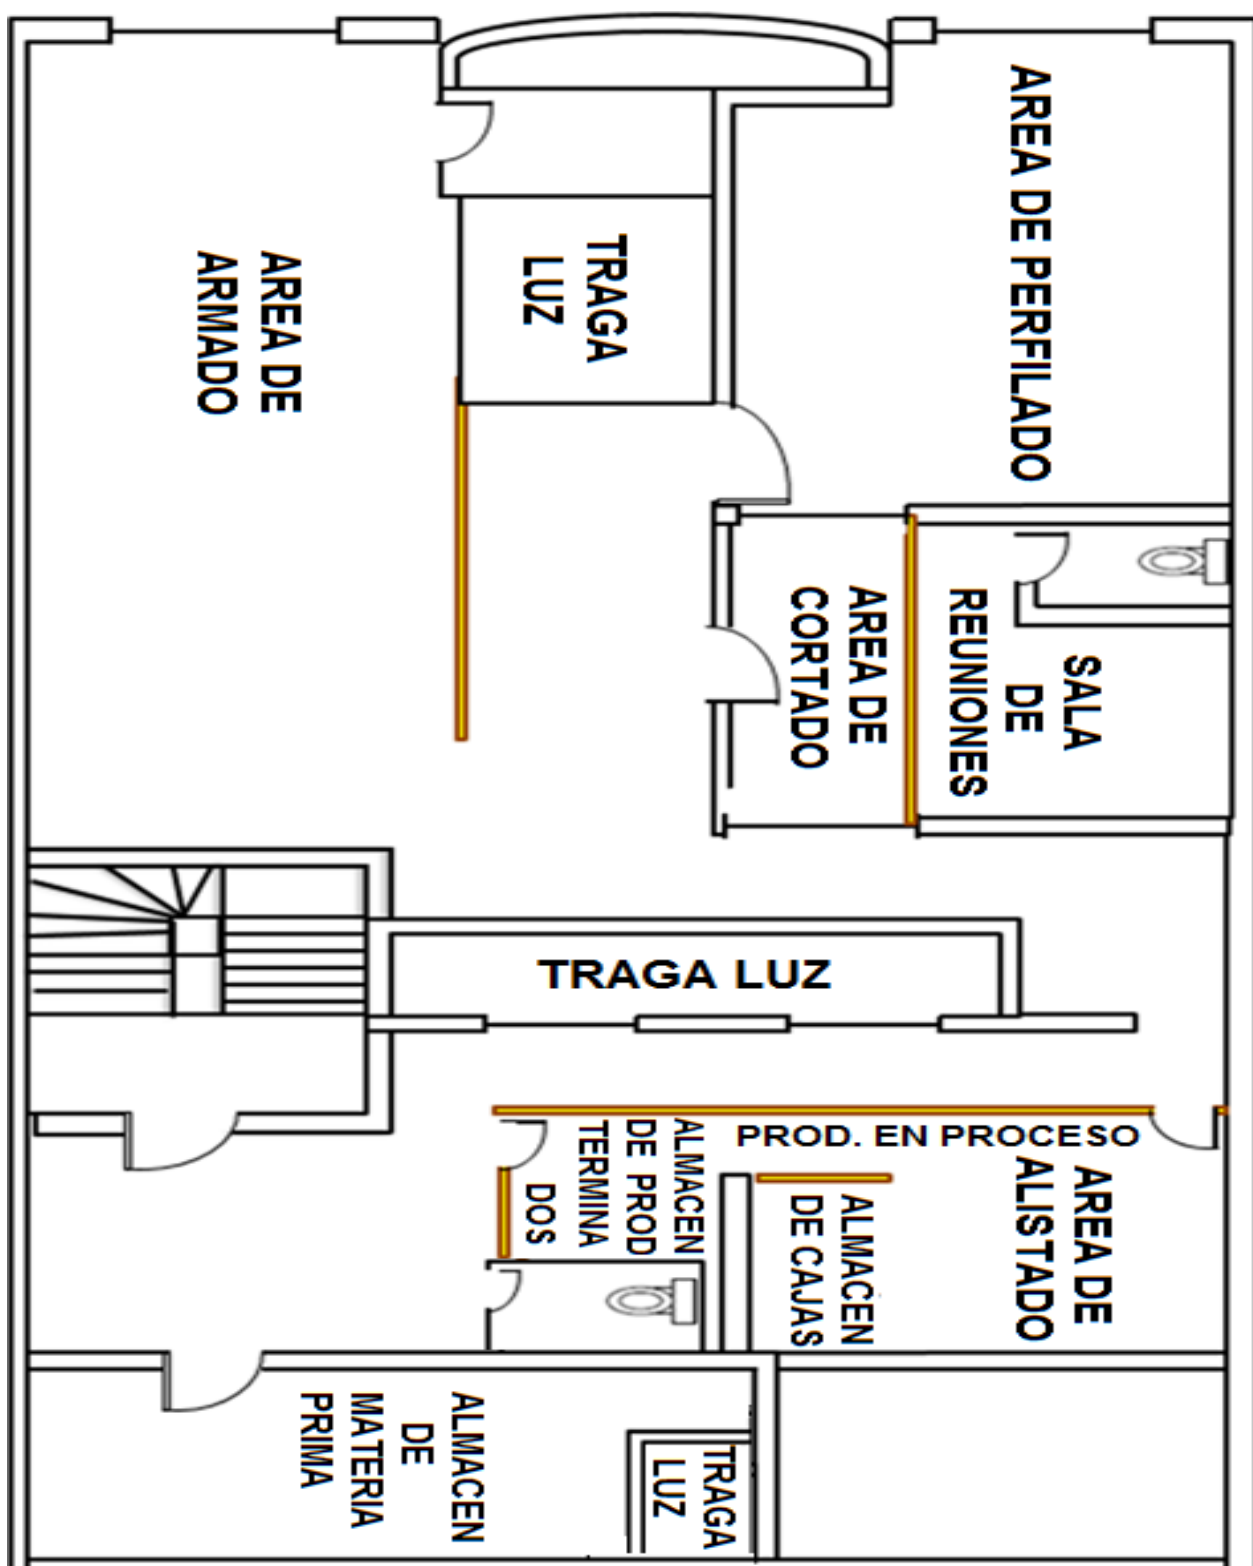 AREA DE PERFILADO
TRAGA
LUZ
AREA DE
ARMADO
SALA
DE
REUNIONES
AREA DE
CORTADO
TRAGA LUZ
PROD. EN PROCESO
AREA DE
ALISTADO
ALMACEN
DE CAJAS
ALMACEN
DE PROD
TERMINA
DOS
ALMACEN
DE
MATERIA
PRIMA
TRAGA
LUZ